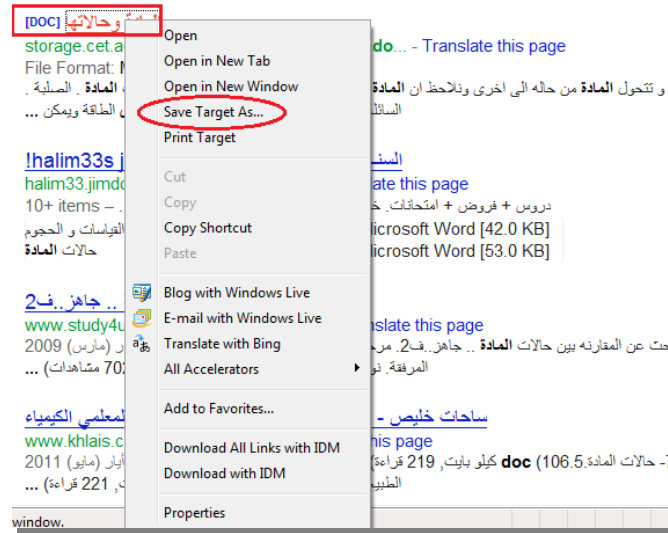 [DOC] المادة وحالاتها
storage.cet.a
do... - Translate this page
File Format:
و تتحول المادة من حاله الى اخرى ونلاحظ ان المادة
المادة . الصلبة .
السائل
الطاقة ويمكن ...
!halim33s j
السنـ
halim33.jimdo
ate this page
10+ items – .
دروس + فروض + امتحانات.
القياسات و الحجوم
icrosoft Word [42.0 KB]
حالات المادة
icrosoft Word [53.0 KB]
.. جاهز..ف2
www.study4u
nslate this page
ر (مارس) 2009
حث عن المقارنه بين حالات المادة .. جاهز..ف2.
702 مشاهدات) ...
المرفقة.
لمعلمي الكيمياء
ساحات خليص -
www.khlais.c
his page
أيار (مايو) 2011
7- حالات المادة.doc (106.5 كيلو بايت, 219 قراءة)
, 221 قراءة) ...
الطبيـ
window.
Open
Open in New Tab
Open in New Window
Save Target As...
Print Target
Cut
Copy
Copy Shortcut
Paste
Blog with Windows Live
E-mail with Windows Live
Translate with Bing
All Accelerators
Add to Favorites...
Download All Links with IDM
Download with IDM
Properties